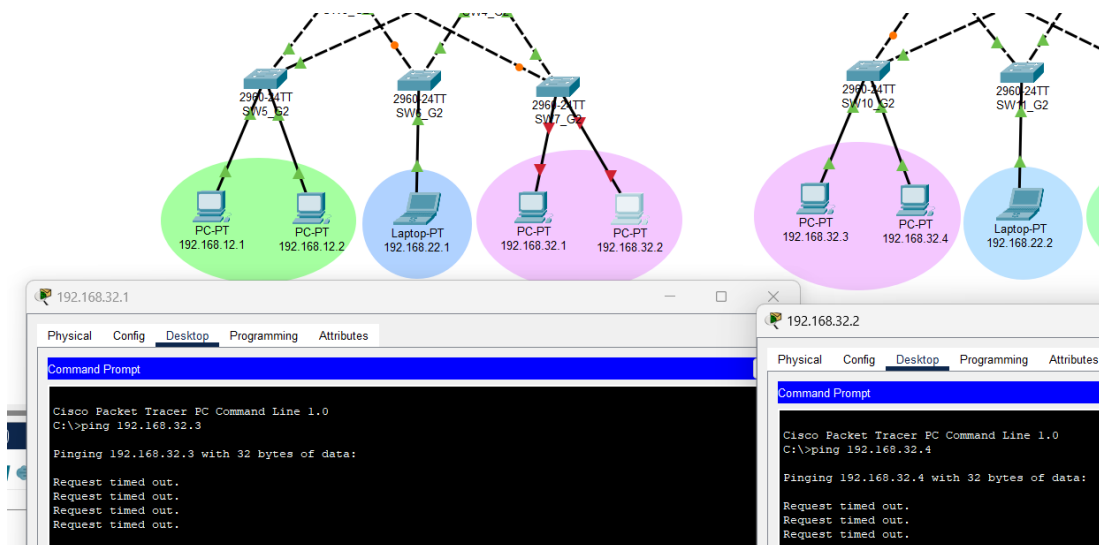 SW4_G2
2960-24TT
SW5_G2
2960-24TT
SW6_G2
2960-24TT
SW7_G2
2960-24TT
SW10_G2
2960-24TT
SW11_G2
PC-PT
192.168.12.1
PC-PT
192.168.12.2
Laptop-PT
192.168.22.1
PC-PT
192.168.32.1
PC-PT
192.168.32.2
PC-PT
192.168.32.3
PC-PT
192.168.32.4
Laptop-PT
192.168.22.2
192.168.32.1
Physical Config Desktop Programming Attributes
Command Prompt
Cisco Packet Tracer PC Command Line 1.0
C:\>ping 192.168.32.3
Pinging 192.168.32.3 with 32 bytes of data:
Request timed out.
Request timed out.
Request timed out.
Request timed out.
192.168.32.2
Physical Config Desktop Programming Attributes
Command Prompt
Cisco Packet Tracer PC Command Line 1.0
C:\>ping 192.168.32.4
Pinging 192.168.32.4 with 32 bytes of data:
Request timed out.
Request timed out.
Request timed out.